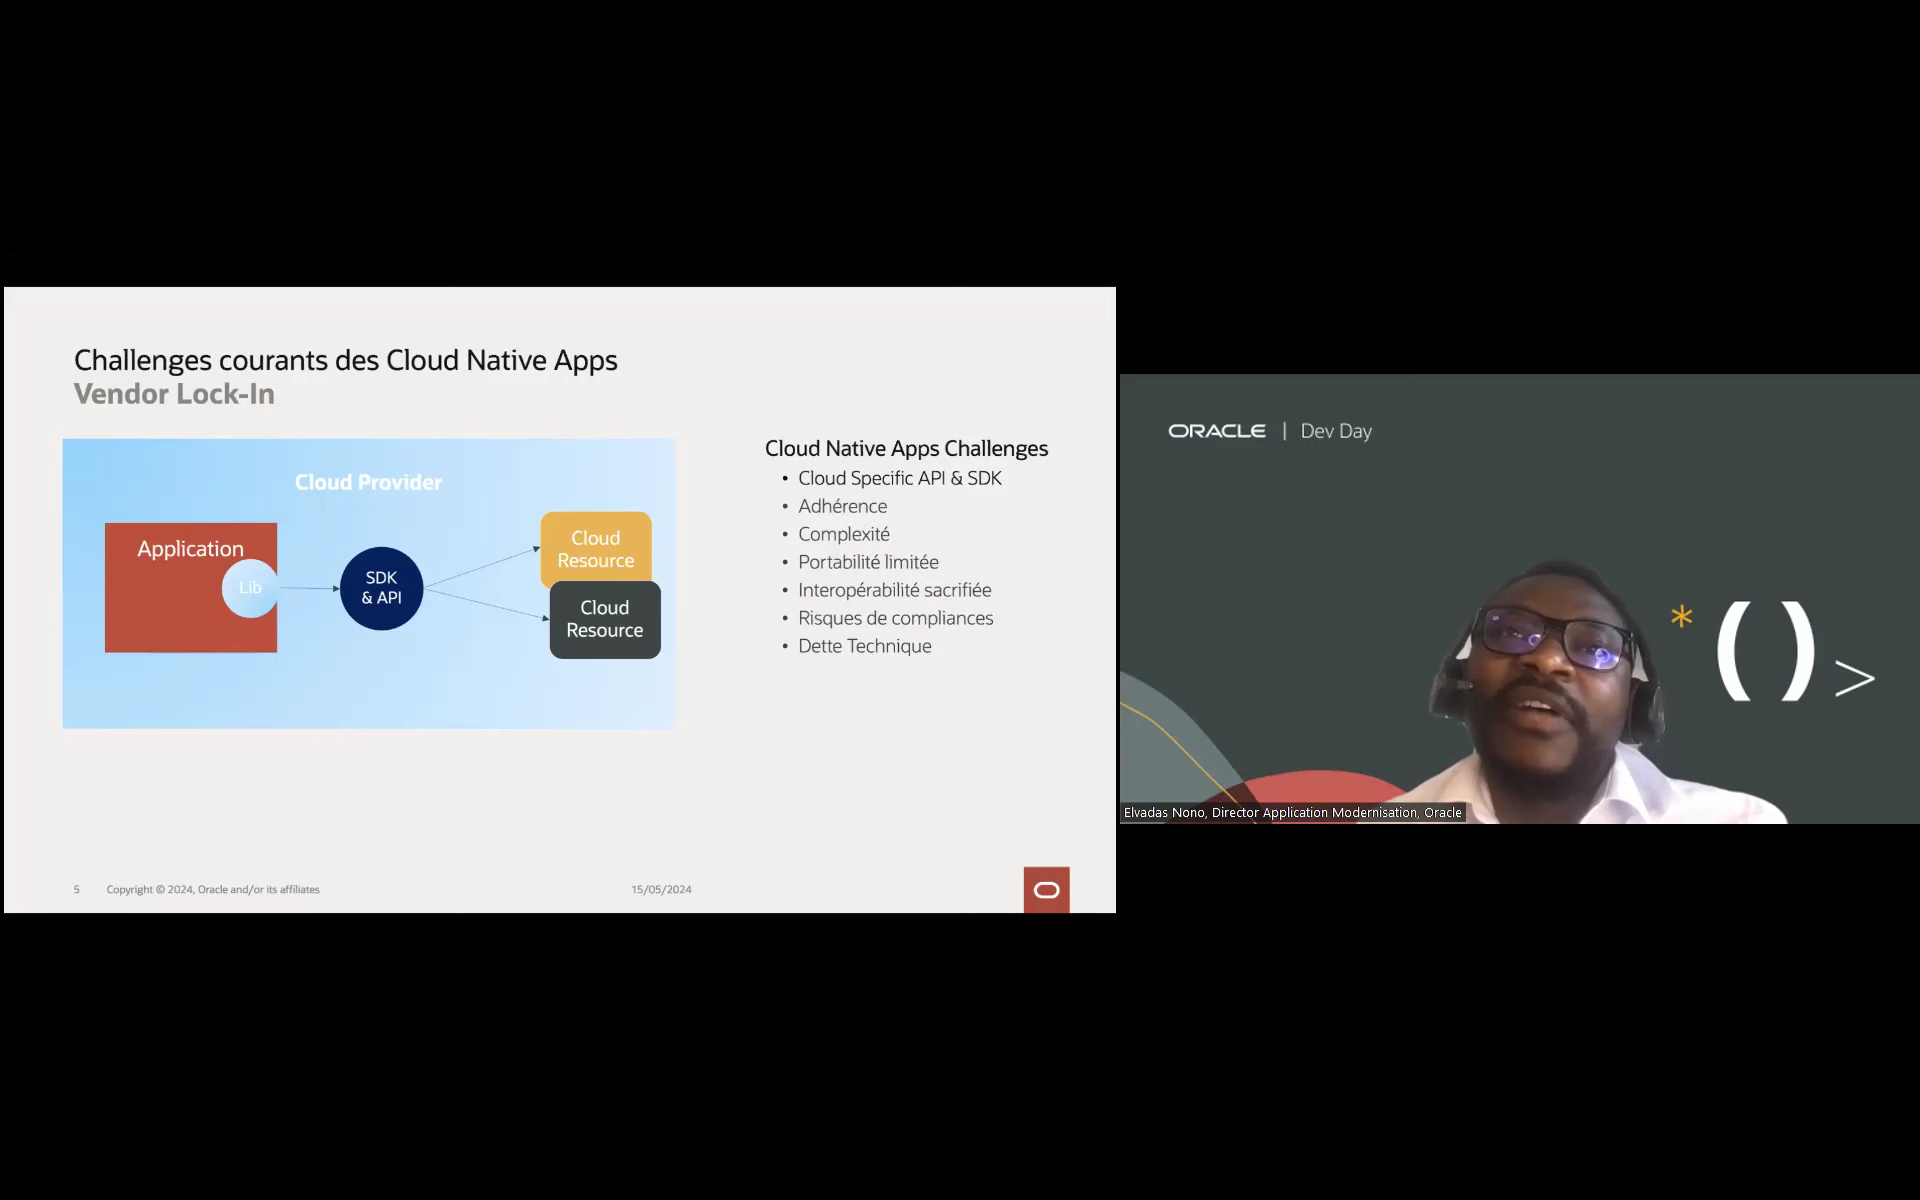 Challenges courants des Cloud Native Apps
Vendor Lock-In
Cloud Provider
Application
Lib
SDK
& API
Cloud
Resource
Cloud
Resource
Cloud Native Apps Challenges
• Cloud Specific API & SDK
• Adhérence
• Complexité
• Portabilité limitée
• Interopérabilité sacrifiée
• Risques de compliances
• Dette Technique
5 Copyright © 2024, Oracle and/or its affiliates 15/05/2024
ORACLE | Dev Day
* ( ) >
Elvadas Nono, Director Application Modernisation, Oracle